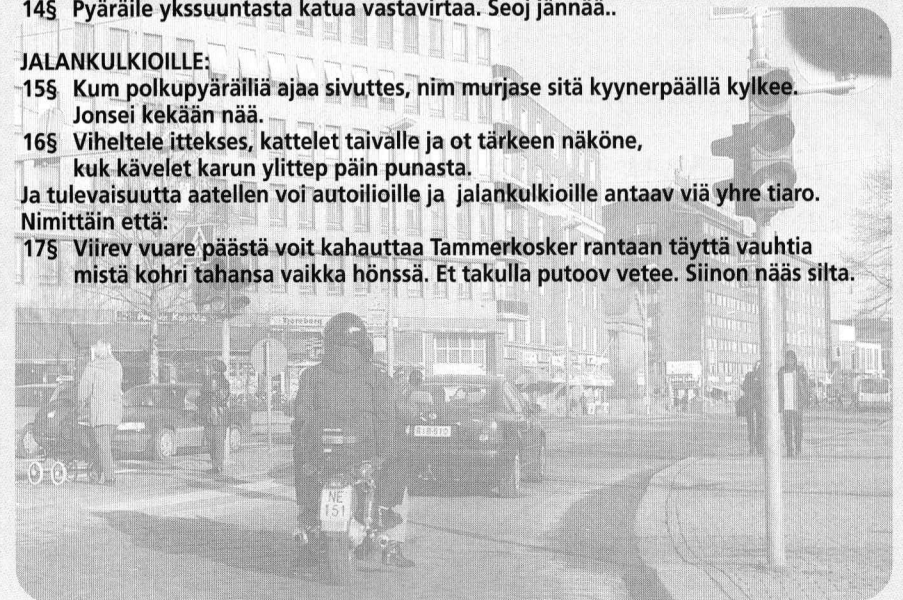 14§ Pyäräile ykssuuntasta katua vastavirtaa. Seoj jännää..
JALANKULKIOILLE:
15§ Kum polkupyäräiliä ajaa sivuttes, nim murjase sitä kyynerpäällä kylkee.
Jonsei kekään nää.
16§ Viheltele ittekses, kattelet taivalle ja ot tärkeen näköne,
kuk kävelet karun ylittep päin punasta.
Ja tulevaisuutta aatellen voi autoilioille ja jalankulkioille antaav viä yhre tiaro.
Nimittäin että:
17§ Viirev vuare päästä voit kahauttaa Tammerkosker rantaan täyttä vauhtia
mistä kohri tahansa vaikka hönssä. Et takulla putoov vetee. Siinon nääs silta.
NE
151